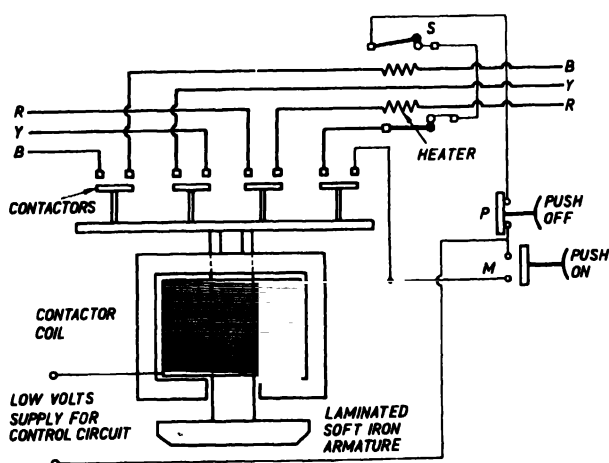 S
B
Y
R
R
Y
B
HEATER
CONTACTORS
P
PUSH
OFF
M
PUSH
ON
CONTACTOR
COIL
LOW VOLTS
SUPPLY FOR
CONTROL CIRCUIT
LAMINATED
SOFT IRON
ARMATURE